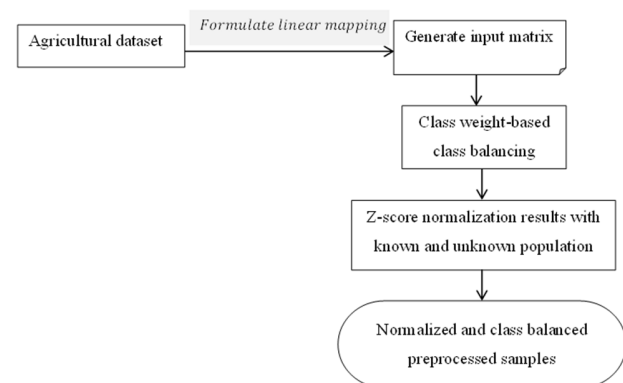 Agricultural dataset
Formulate linear mapping
Generate input matrix
Class weight-based
class balancing
Z-score normalization results with
known and unknown population
Normalized and class balanced
preprocessed samples